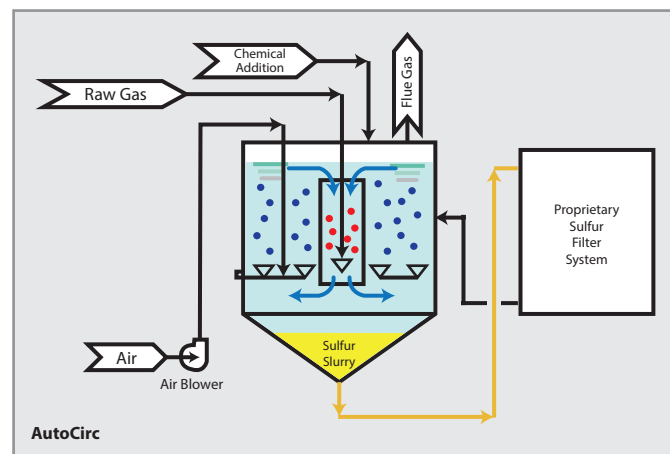 Chemical
Addition
Flue Gas
Raw Gas
Proprietary
Sulfur
Filter
System
Sulfur
Slurry
Air
Air Blower
AutoCirc